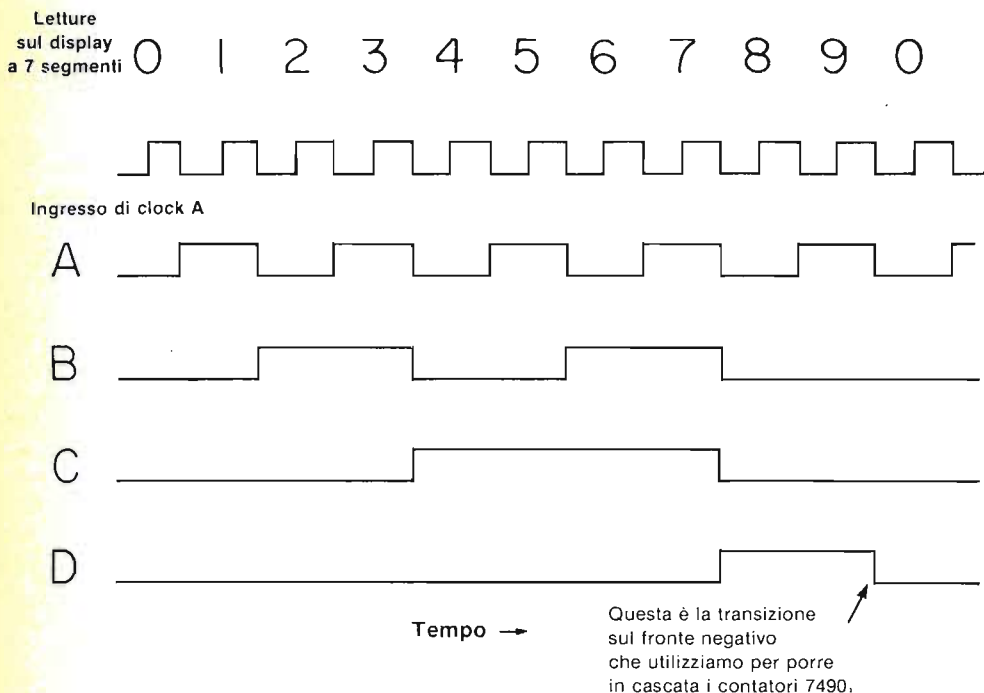 Letture
sul display
a 7 segmenti 0 1 2 3 4 5 6 7 8 9 0
Ingresso di clock A
A
B
C
D
Tempo →
Questa è la transizione
sul fronte negativo
che utilizziamo per porre
in cascata i contatori 7490.